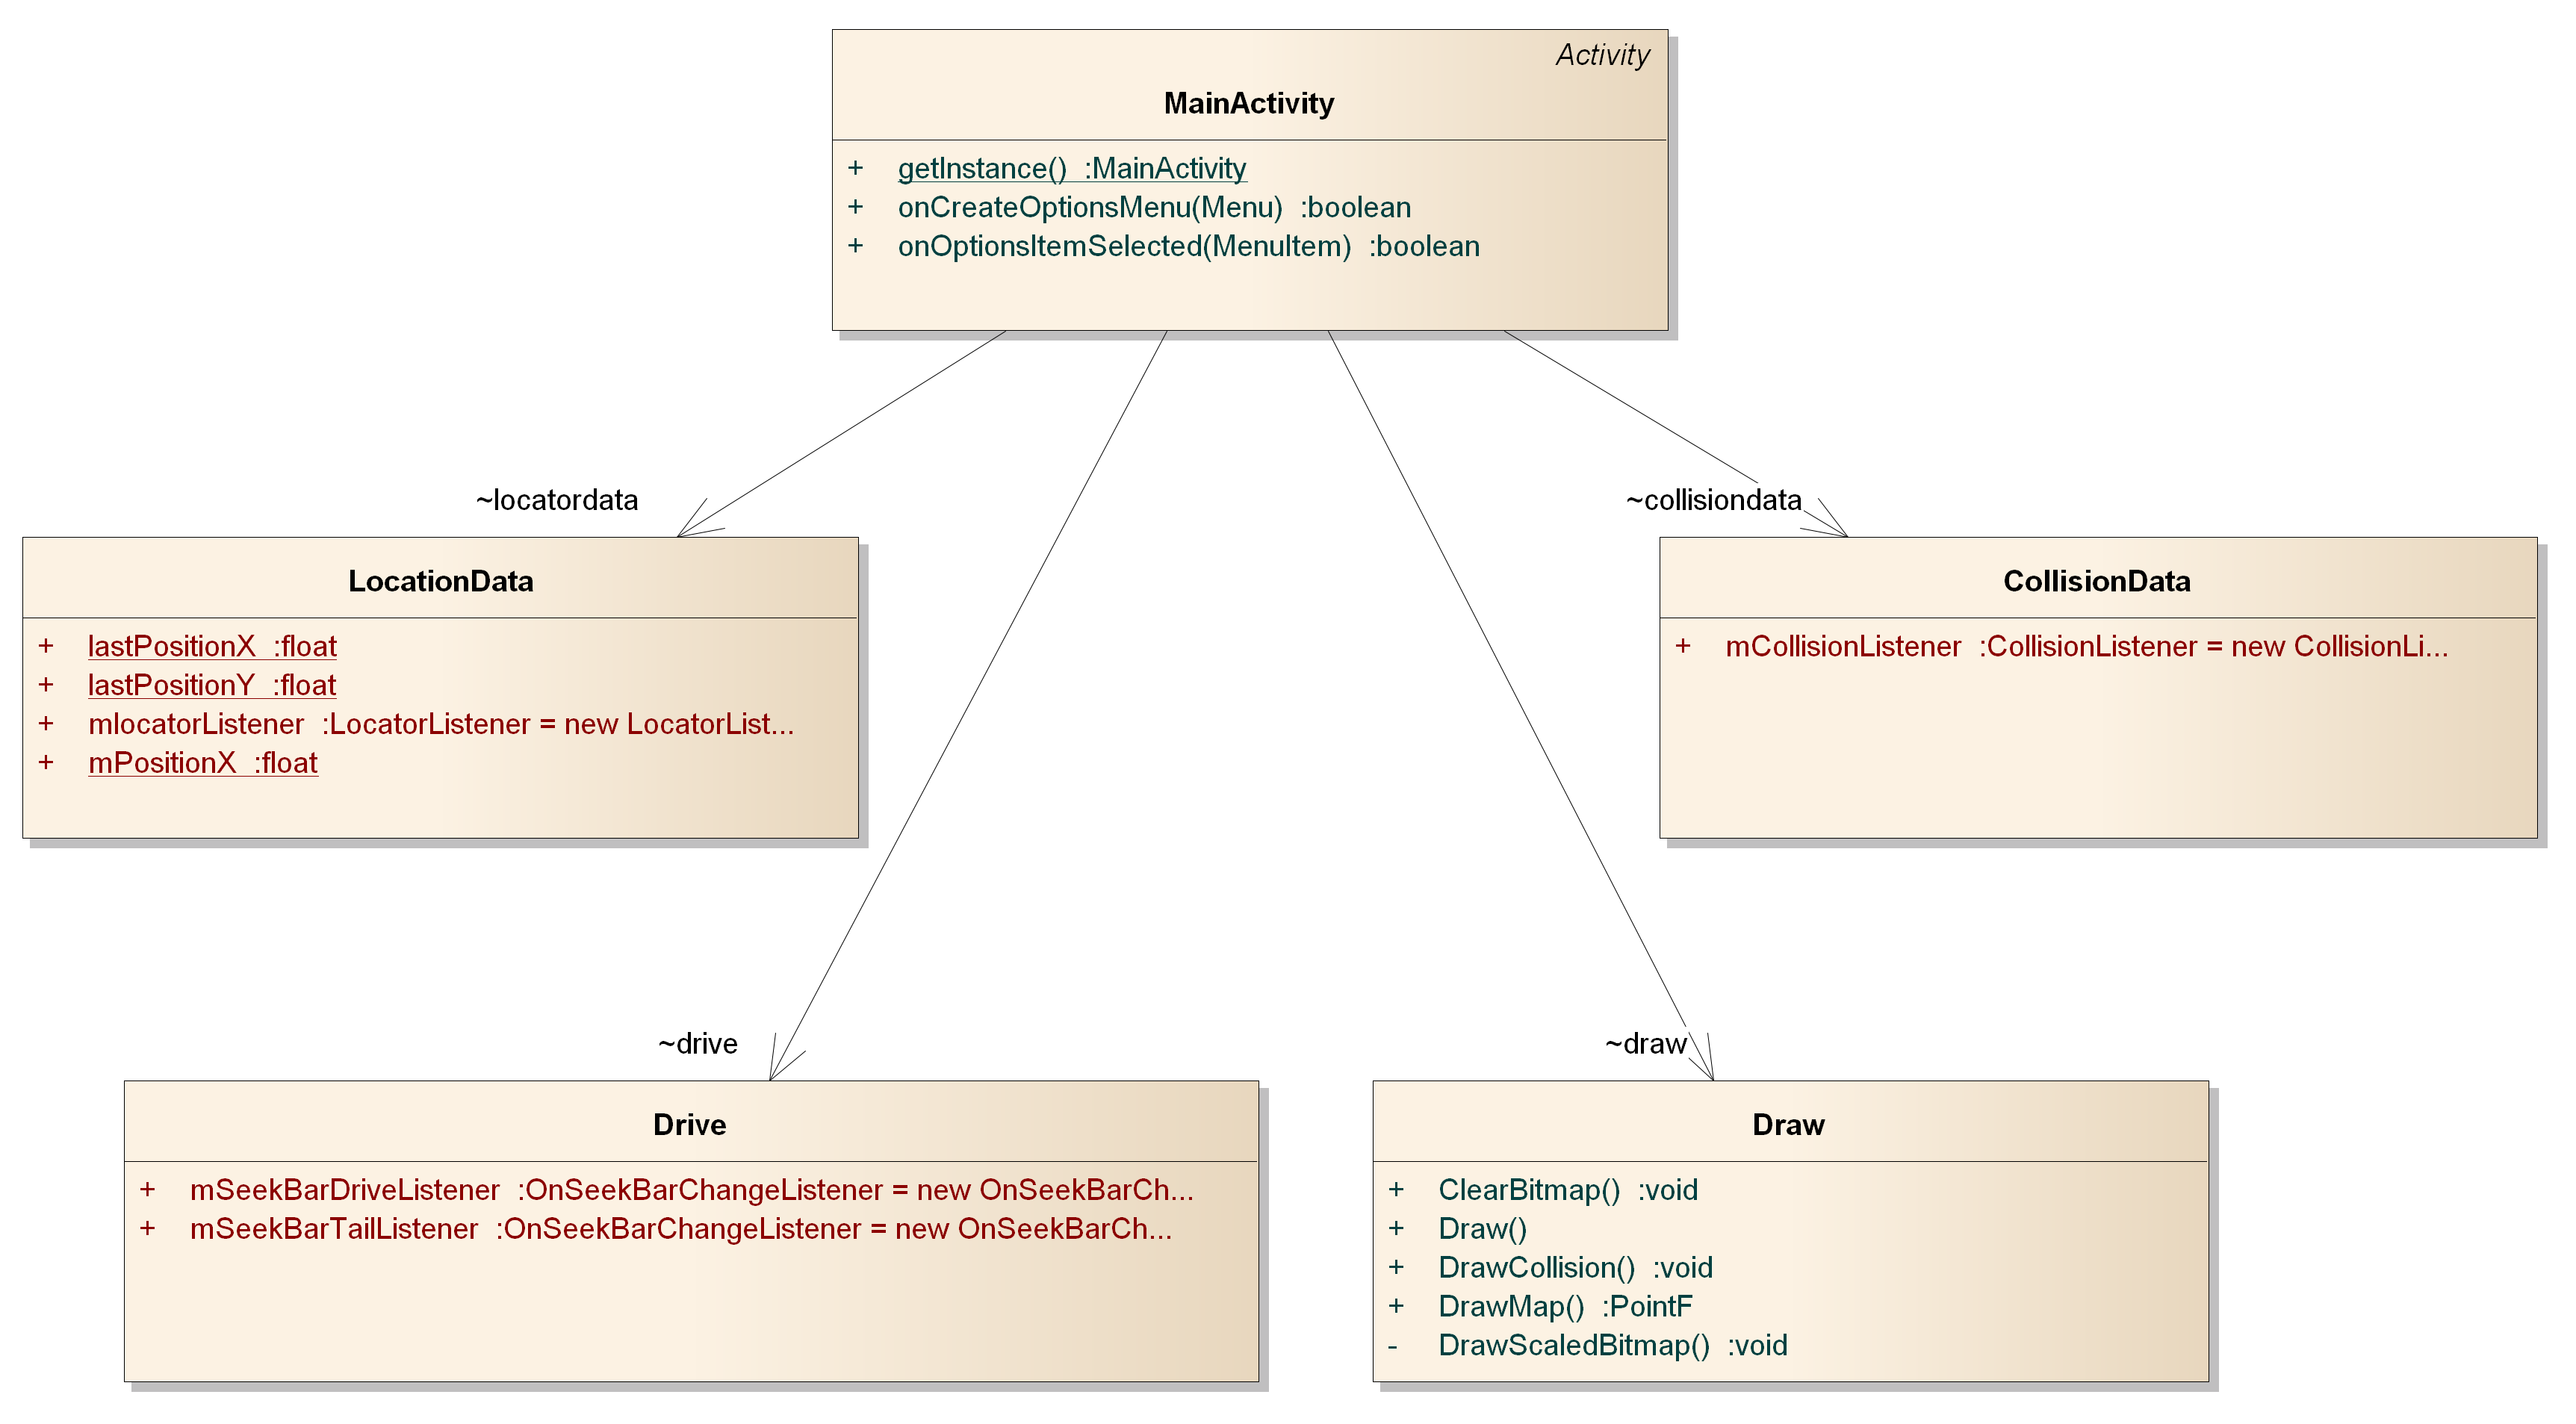 Activity
MainActivity
+ getInstance() :MainActivity
+ onCreateOptionsMenu(Menu) :boolean
+ onOptionsItemSelected(MenuItem) :boolean
~locatordata
~collisiondata
LocationData
+ lastPositionX :float
+ lastPositionY :float
+ mlocatorListener :LocatorListener = new LocatorList...
+ mPositionX :float
CollisionData
+ mCollisionListener :CollisionListener = new CollisionLi...
~drive
~draw
Drive
+ mSeekBarDriveListener :OnSeekBarChangeListener = new OnSeekBarCh...
+ mSeekBarTailListener :OnSeekBarChangeListener = new OnSeekBarCh...
Draw
+ ClearBitmap() :void
+ Draw()
+ DrawCollision() :void
+ DrawMap() :PointF
- DrawScaledBitmap() :void